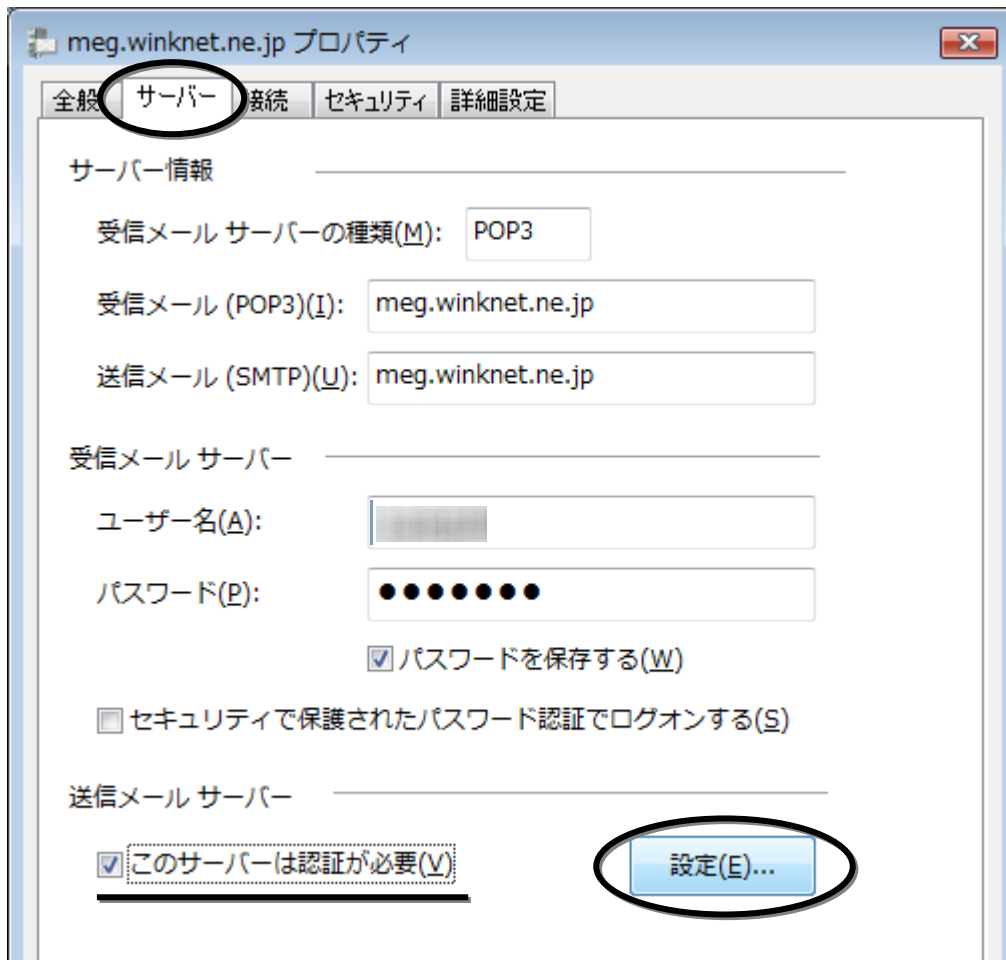 meg.winknet.ne.jp プロパティ
全般 サーバー 接続 セキュリティ 詳細設定
サーバー情報
受信メール サーバーの種類(M): POP3
受信メール (POP3)(I): meg.winknet.ne.jp
送信メール (SMTP)(U): meg.winknet.ne.jp
受信メール サーバー
ユーザー名(A):
パスワード(P): ●●●●●●●
パスワードを保存する(W)
セキュリティで保護されたパスワード認証でログオンする(S)
送信メール サーバー
このサーバーは認証が必要(V) 設定(E)...